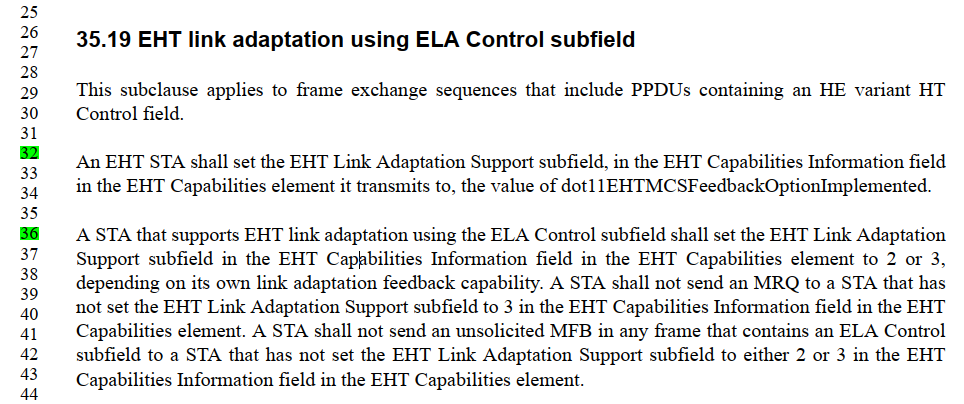 25
26
35.19 EHT link adaptation using ELA Control subfield
27
28
29 This subclause applies to frame exchange sequences that include PPDUs containing an HE variant HT
30 Control field.
31
32
An EHT STA shall set the EHT Link Adaptation Support subfield, in the EHT Capabilities Information field
33
34 in the EHT Capabilities element it transmits to, the value of dot11EHTMCSFeedbackOptionImplemented.
35
36 A STA that supports EHT link adaptation using the ELA Control subfield shall set the EHT Link Adaptation
37 Support subfield in the EHT Capabilities Information field in the EHT Capabilities element to 2 or 3,
38 depending on its own link adaptation feedback capability. A STA shall not send an MRQ to a STA that has
39
not set the EHT Link Adaptation Support subfield to 3 in the EHT Capabilities Information field in the EHT
40
41 Capabilities element. A STA shall not send an unsolicited MFB in any frame that contains an ELA Control
42 subfield to a STA that has not set the EHT Link Adaptation Support subfield to either 2 or 3 in the EHT
43 Capabilities Information field in the EHT Capabilities element.
44